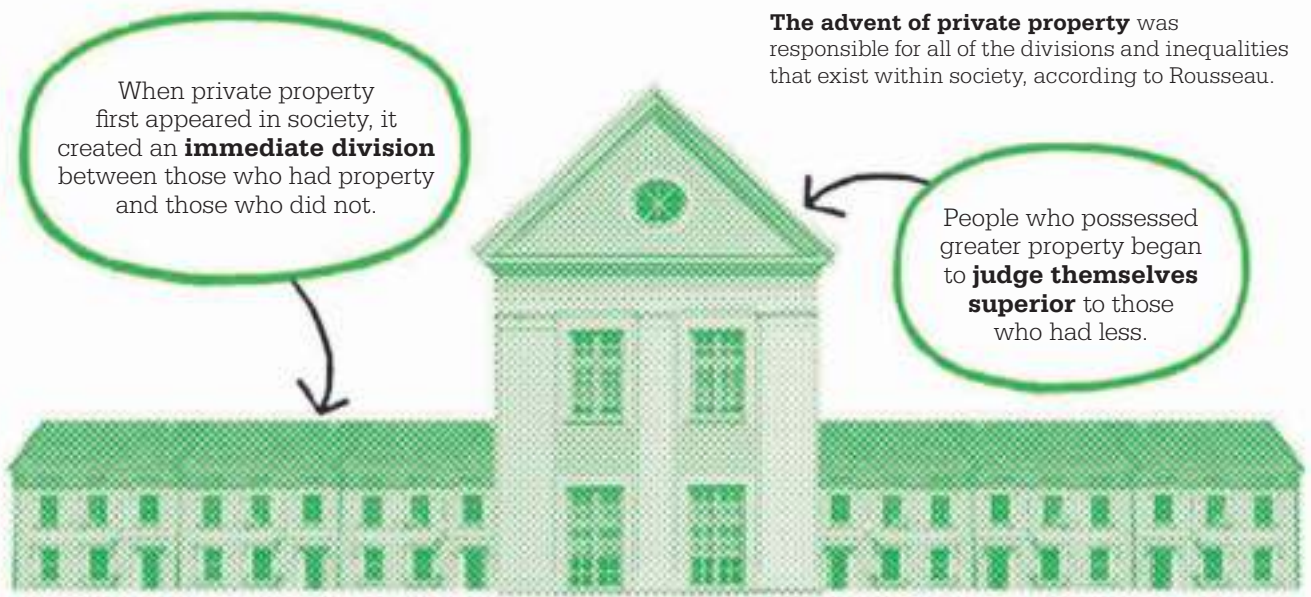 The advent of private property was
responsible for all of the divisions and inequalities
that exist within society, according to Rousseau.
When private property
first appeared in society, it
created an immediate division
between those who had property
and those who did not.
People who possessed
greater property began
to judge themselves
superior to those
who had less.